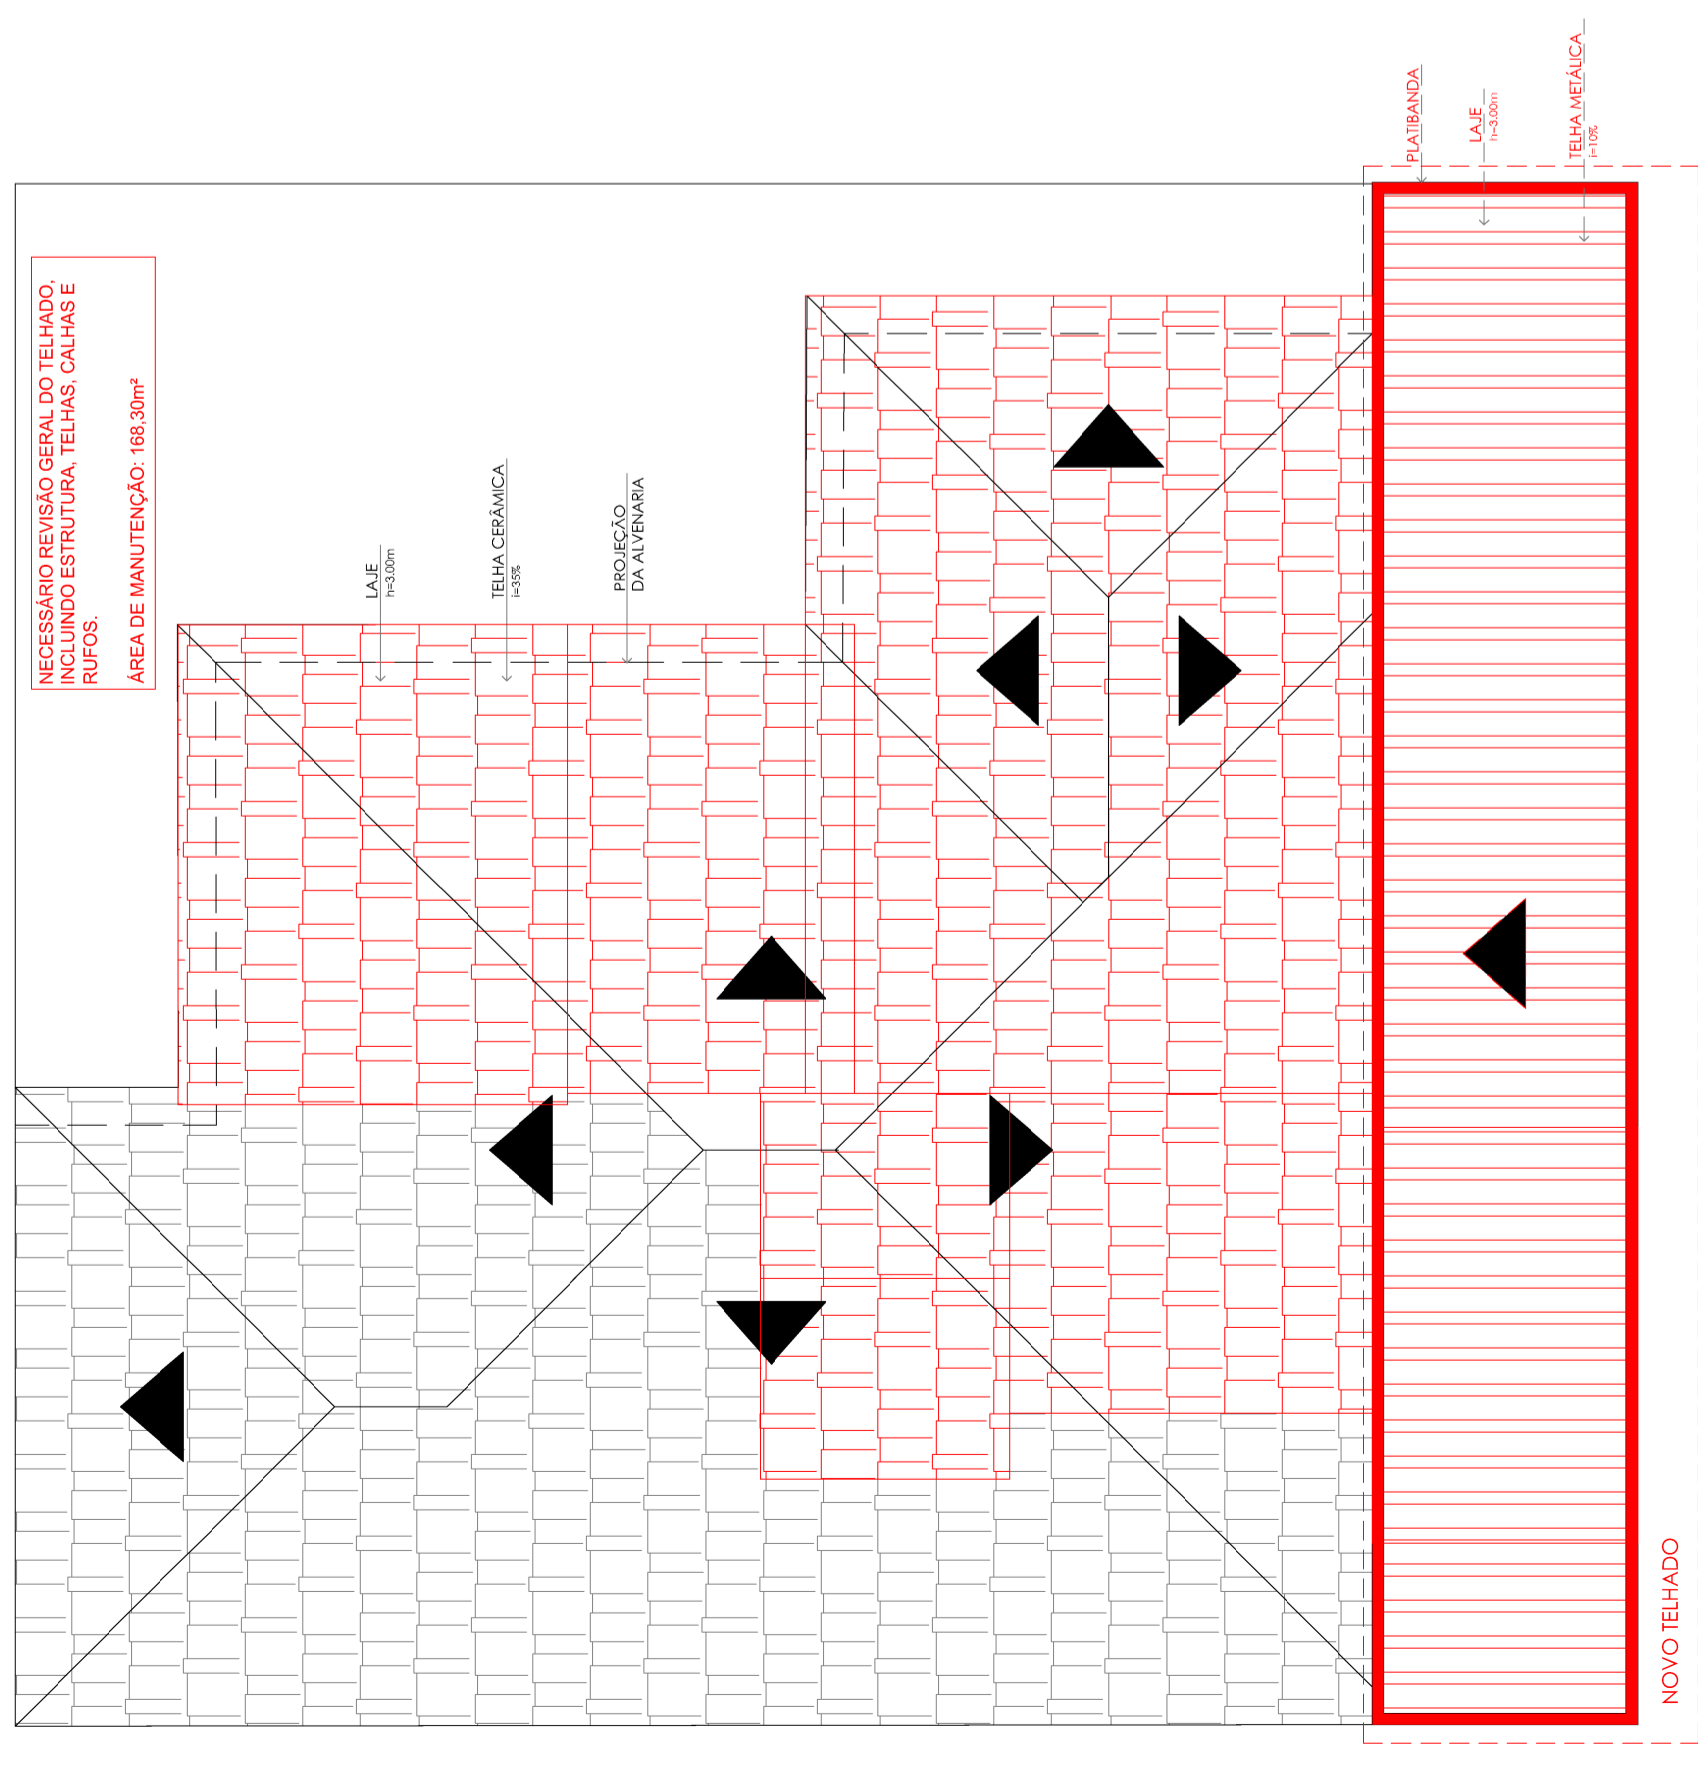 NECESSÁRIO REVISÃO GERAL DO TELHADO,
INCLUINDO ESTRUTURA, TELHAS, CALHAS E
RUFOS.
ÁREA DE MANUTENÇÃO: 168,30m²
LAJE
h=3.00m
TELHA CERÂMICA
i=35%
PROJEÇÃO
DA ALVENARIA
PLATIBANDA
LAJE
h=3.00m
TELHA METÁLICA
i=10%
NOVO TELHADO